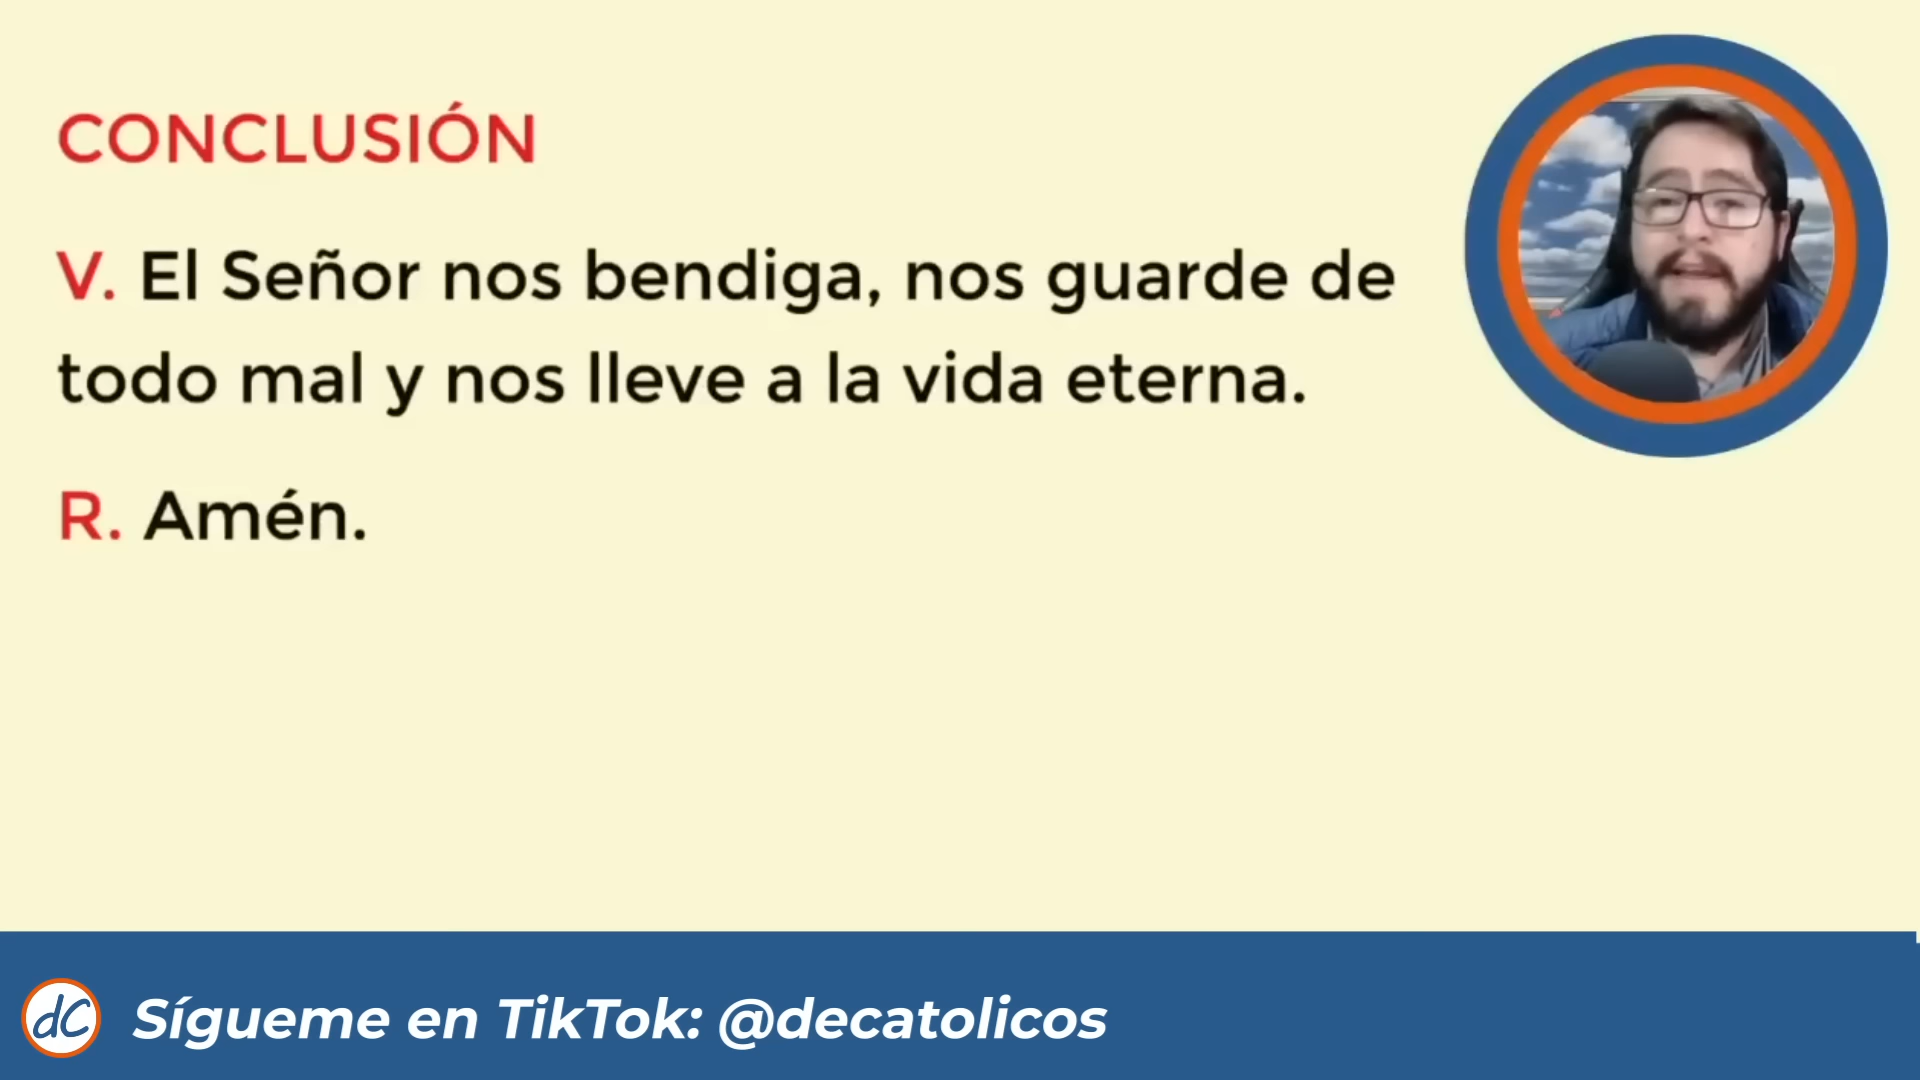 CONCLUSIÓN
V. El Señor nos bendiga, nos guarde de
todo mal y nos lleve a la vida eterna.
R. Amén.
dC Sígueme en TikTok: @decatolicos